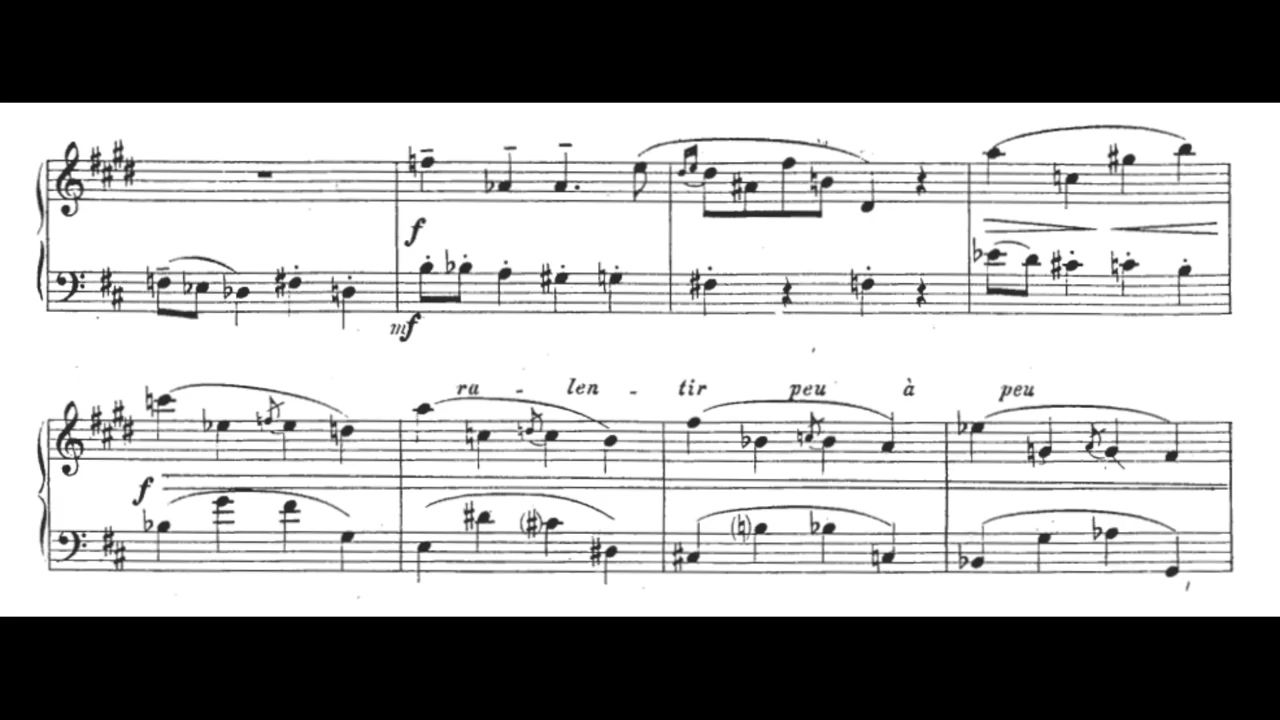 f
mf
ra - len - tir peu à peu
f